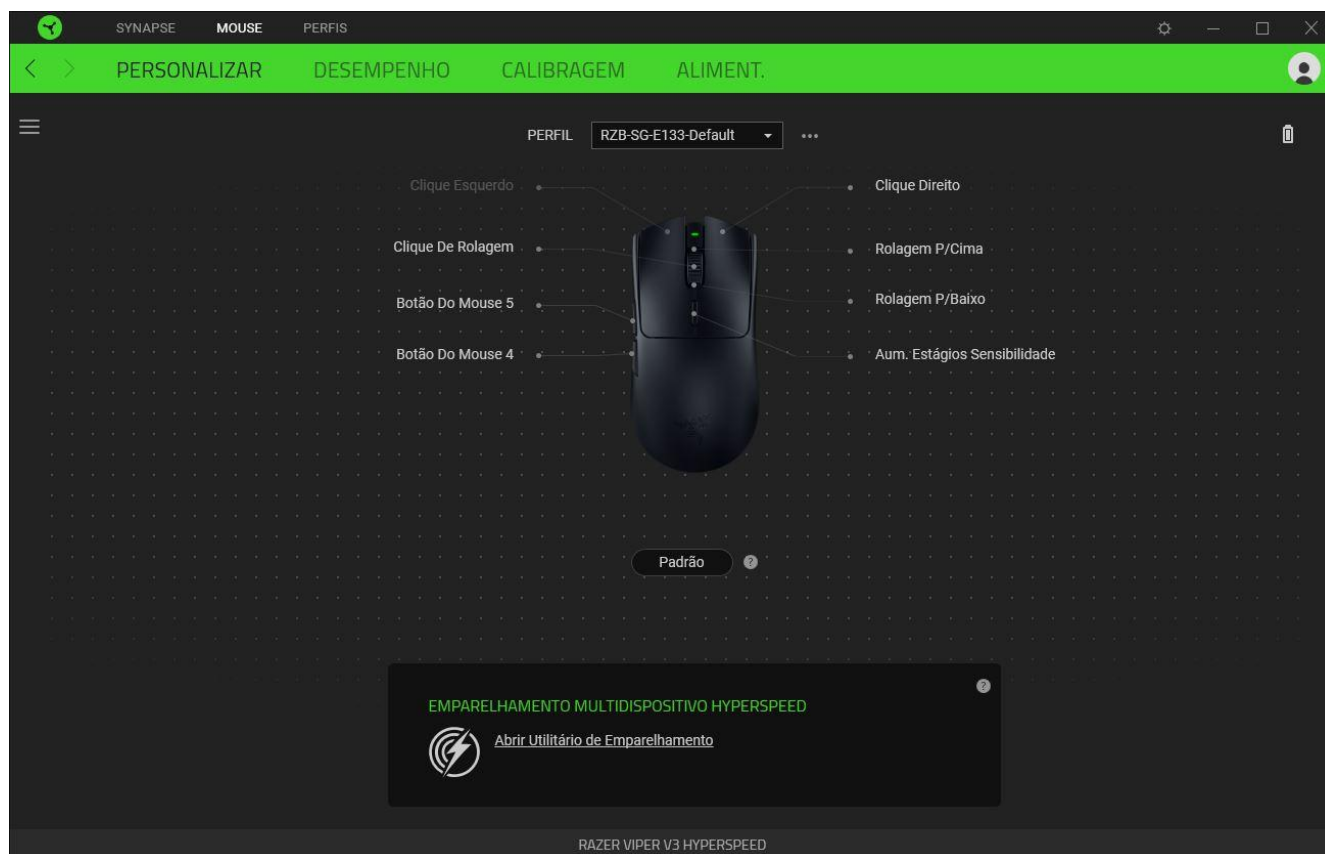 SYNAPSE MOUSE PERFIS
PERSONALIZAR DESEMPENHO CALIBRAGEM ALIMENT.
PERFIL RZB-SG-E133-Default
Clique Esquerdo
Clique Direito
Clique De Rolagem
Rolagem P/Cima
Botão Do Mouse 5
Rolagem P/Baixo
Botão Do Mouse 4
Aum. Estágios Sensibilidade
Padrão ?
?
EMPARELHAMENTO MULTIDISPOSITIVO HYPERSPEED
Abrir Utilitário de Emparelhamento
RAZER VIPER V3 HYPERSPEED